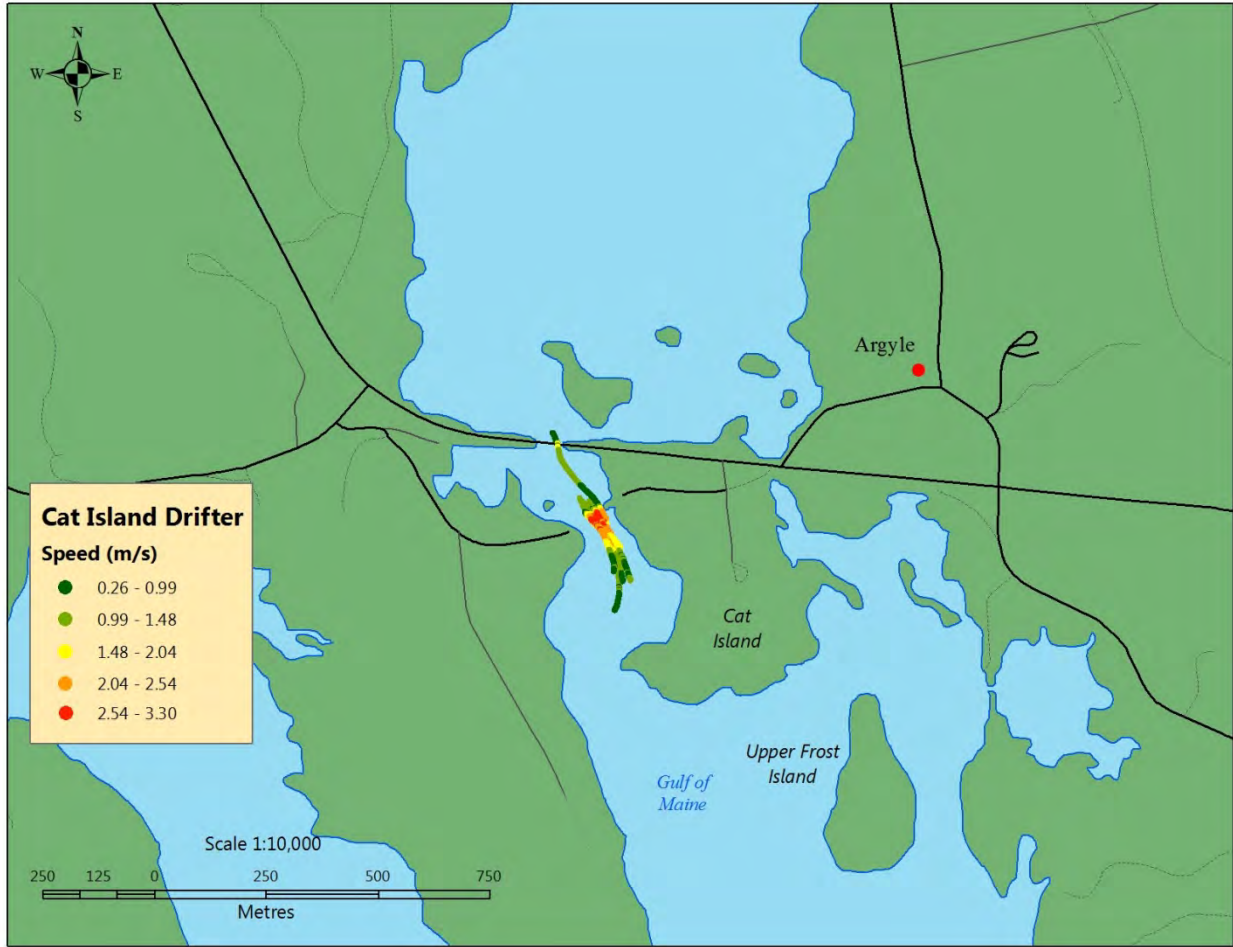 N
W E
S
Argyle
Cat Island Drifter
Speed (m/s)
0.26 - 0.99
0.99 - 1.48
1.48 - 2.04
2.04 - 2.54
2.54 - 3.30
Cat
Island
Upper Frost
Island
Gulf of
Maine
Scale 1:10,000
250 125 0 250 500 750
Metres